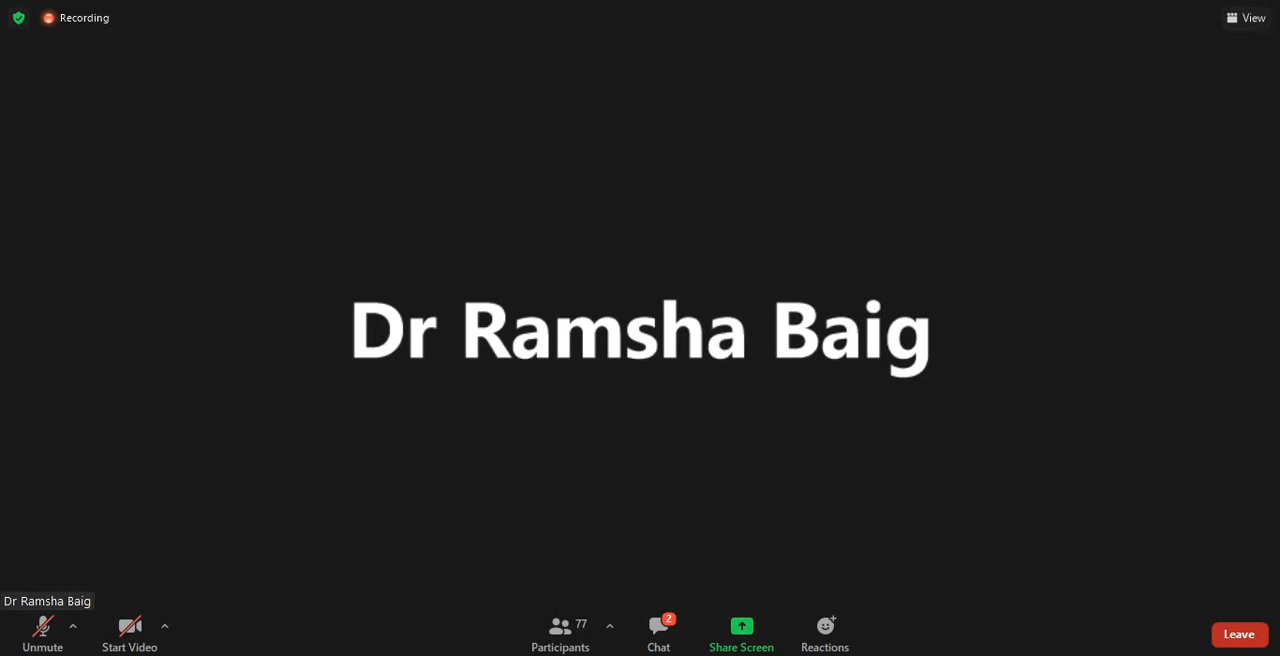 Recording
View
Dr Ramsha Baig
Dr Ramsha Baig
77
2
Unmute
Start Video
Participants
Chat
Share Screen
Reactions
Leave